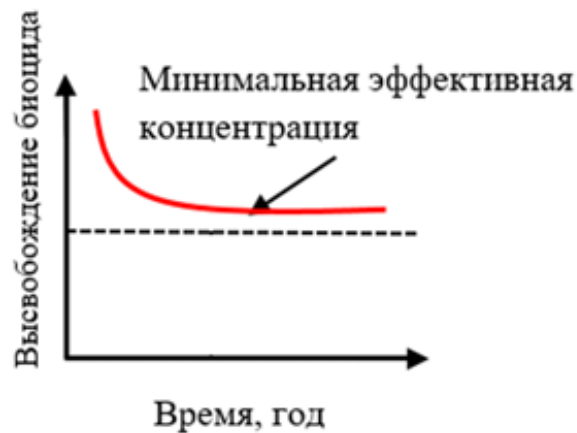 Высвобождение биоцида
Минимальная эффективная
концентрация
Время, год